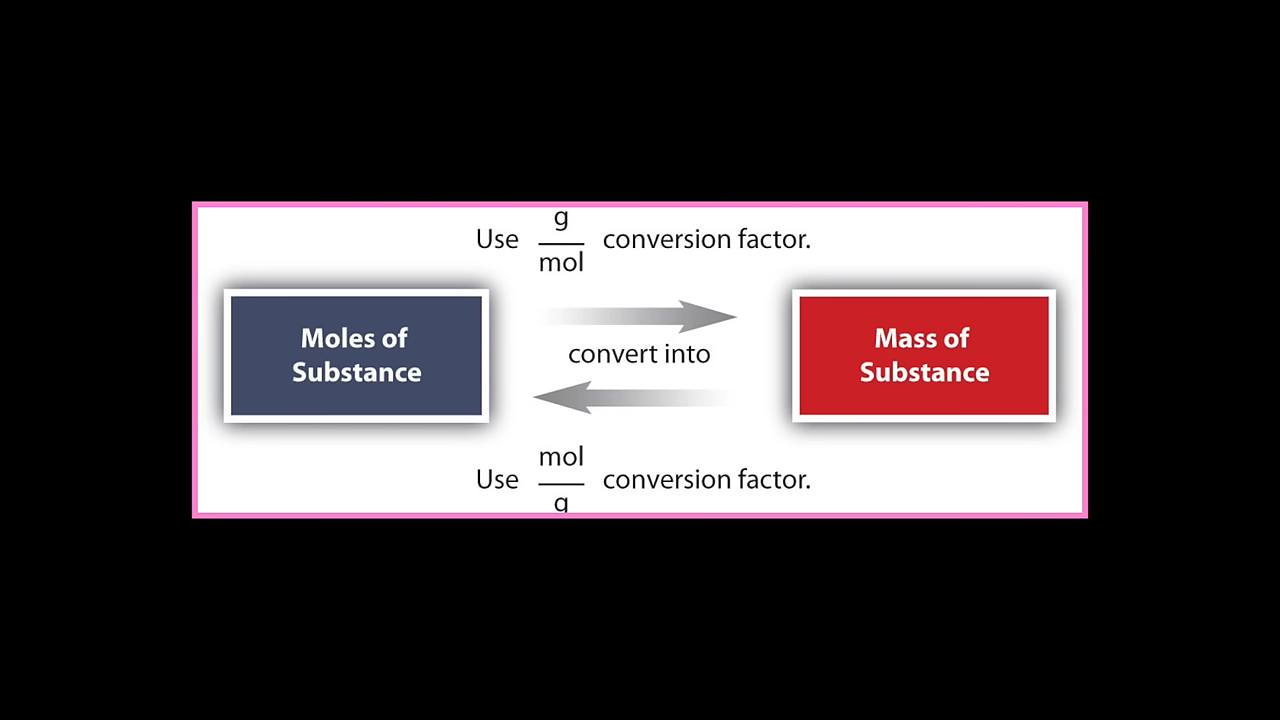 Use g/mol conversion factor.
Moles of
Substance
convert into
Mass of
Substance
Use mol/g conversion factor.